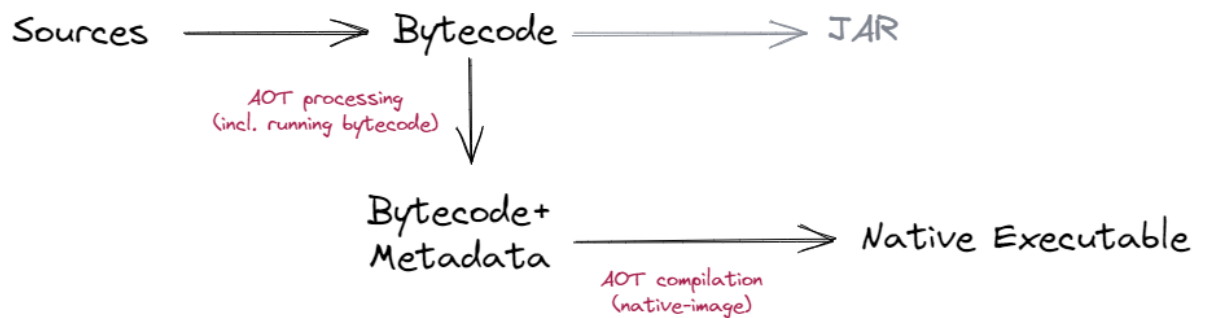 Sources
Bytecode
JAR
AOT processing
(incl. running bytecode)
Bytecode+
Metadata
Native Executable
AOT compilation
(native-image)